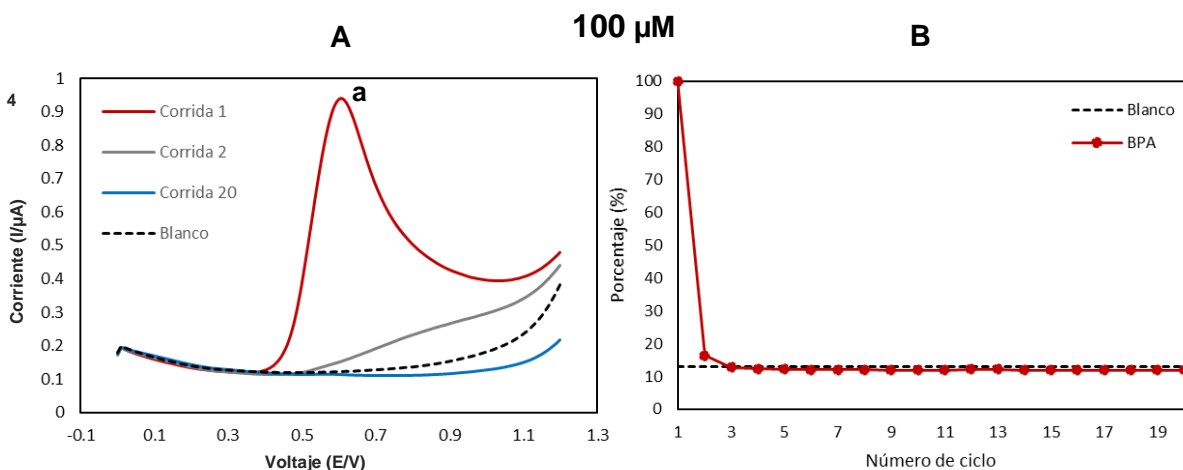 100 µM
A
B
4
a
Corrida 1
Corrida 2
Corrida 20
Blanco
1
0.9
0.8
0.7
0.6
0.5
0.4
0.3
0.2
0.1
0
-0.1
0.1
0.3
0.5
0.7
0.9
1.1
1.3
Corriente (I/µA)
Voltaje (E/V)
Blanco
BPA
100
90
80
70
60
50
40
30
20
10
0
1
3
5
7
9
11
13
15
17
19
Porcentaje (%)
Número de ciclo